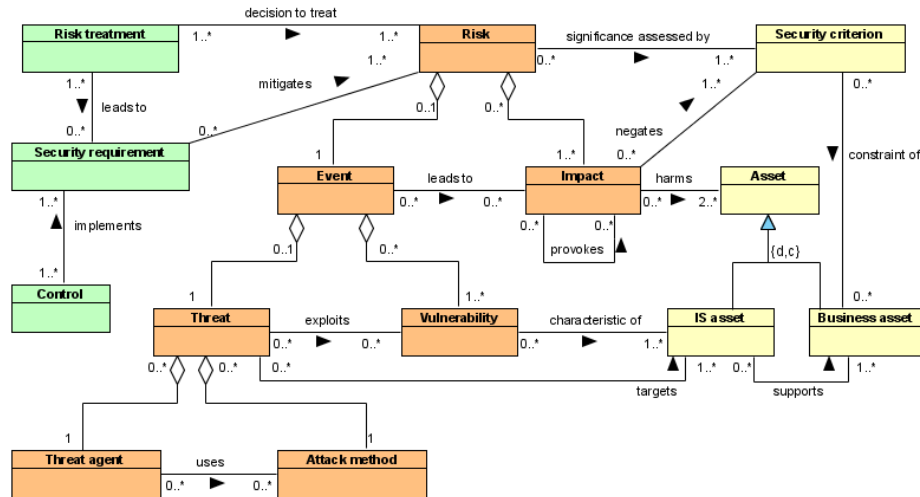 decision to treat
Risk treatment
1..*
1..*
Risk
0..*
significance assessed by
1..*
Security criterion
1..*
mitigates
1..*
0..1
0..*
1..*
0..*
leads to
0..*
0..*
negates
0..*
Security requirement
1
1..*
constraint of
Event
leads to
Impact
harms
Asset
1..*
0..*
0..*
0..*
2..*
implements
0..*
0..*
0..1
0..*
provokes
{d,c}
1..*
Control
1
1..*
0..*
Threat
exploits
Vulnerability
characteristic of
IS asset
Business asset
0..*
0..*
0..*
1..*
0..*
0..*
0..*
1..*
0..*
1..*
targets
supports
1
1
Threat agent
uses
Attack method
0..*
0..*